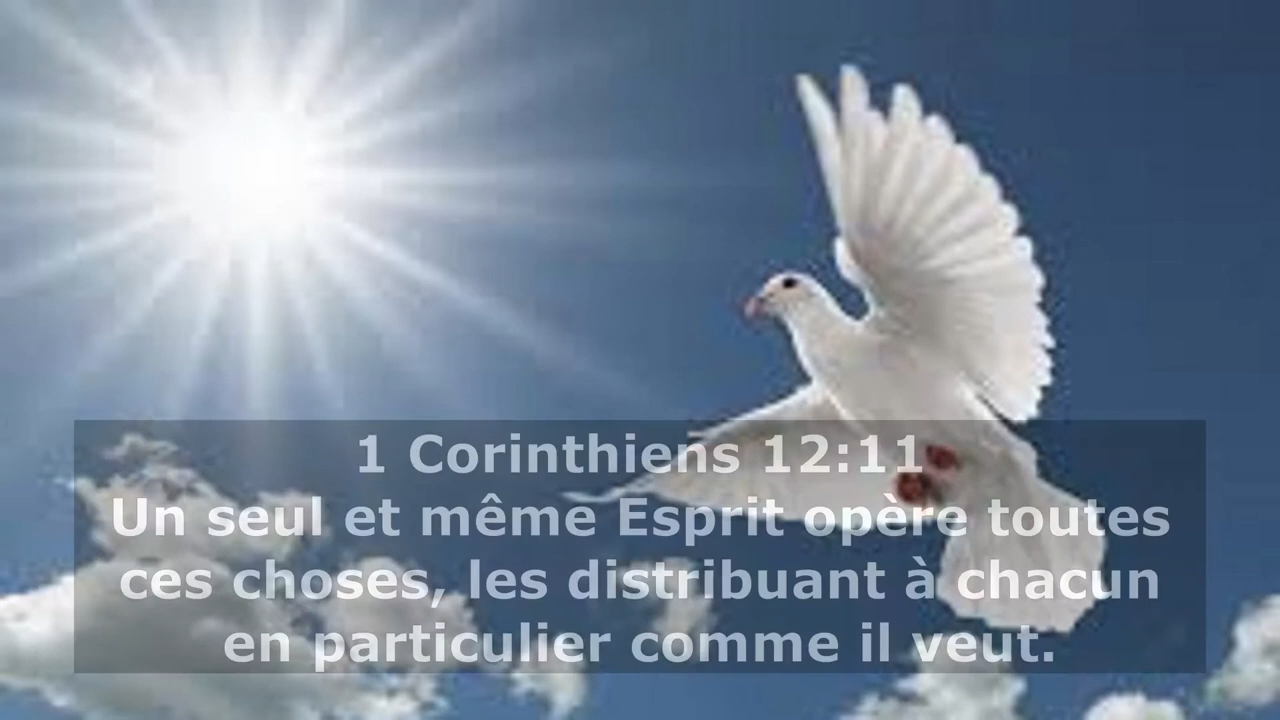 1 Corinthiens 12:11
Un seul et même Esprit opère toutes
ces choses, les distribuant à chacun
en particulier comme il veut.